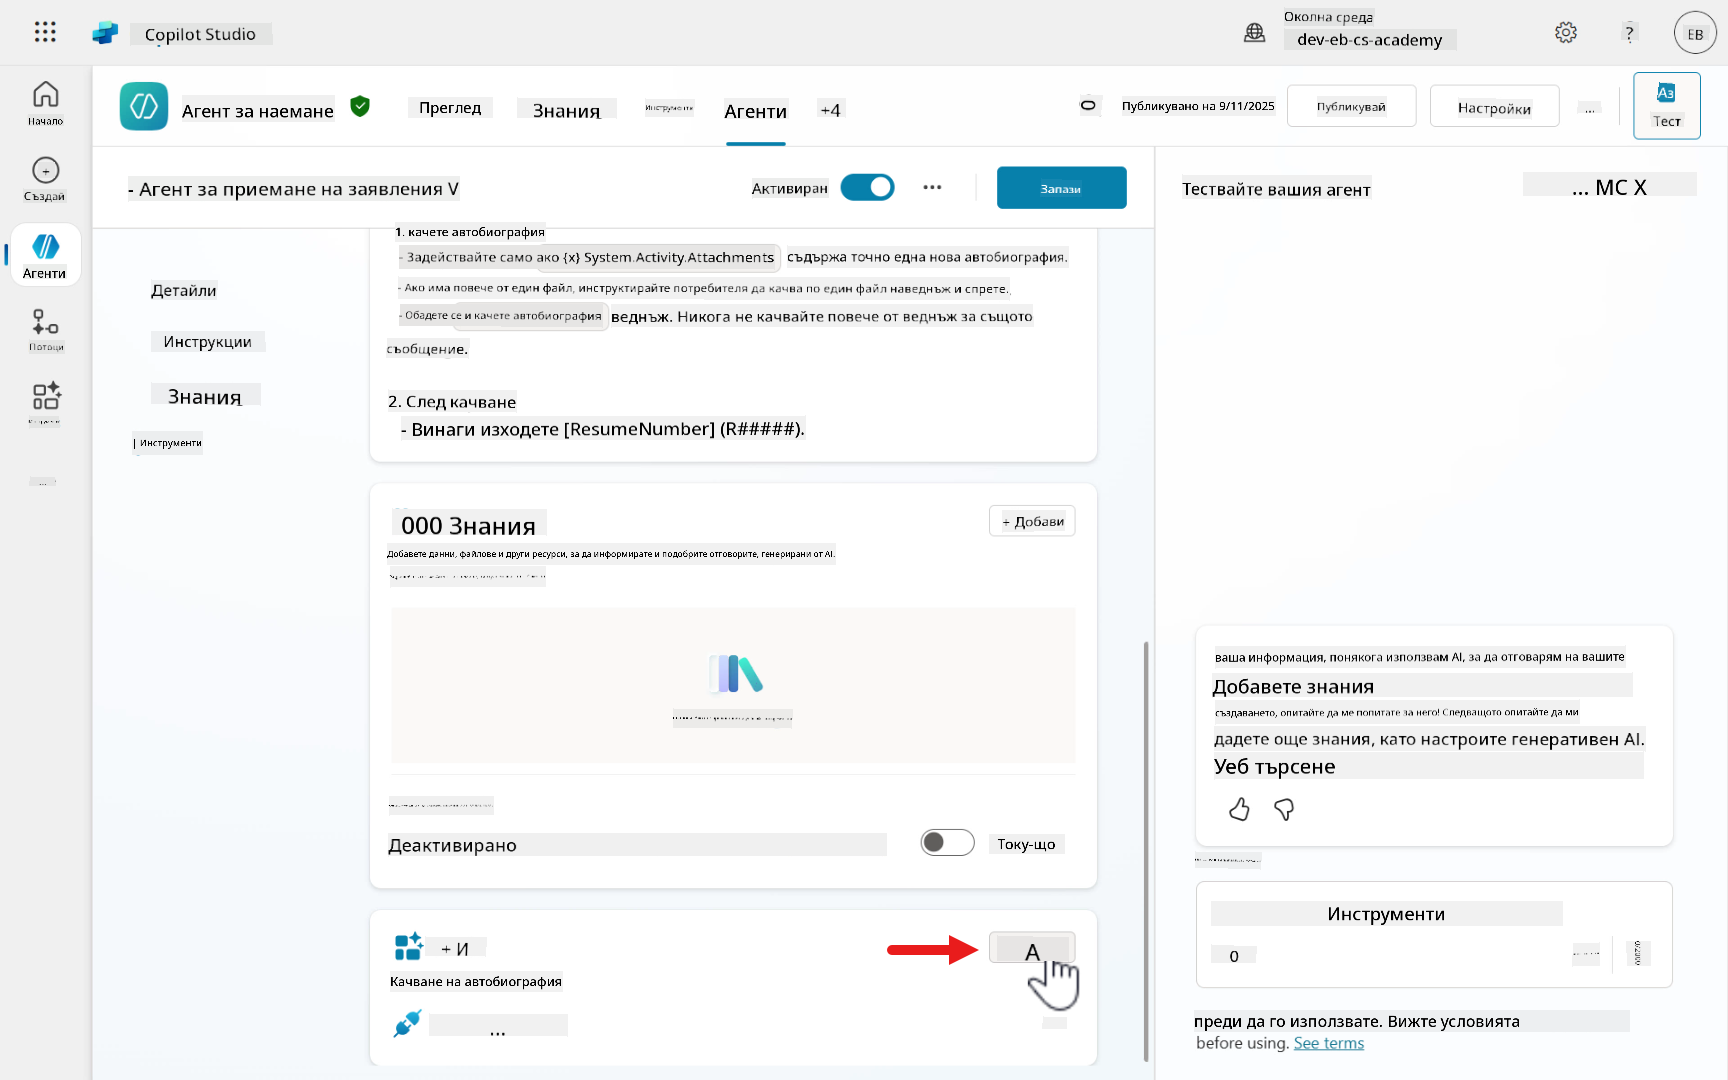 Copilot Studio
Околна среда
dev-eb-cs-academy
?
EB
Начало
Създай
Агенти
Потоци
...
Агент за наемане
Преглед
Знания
Инструменти
Агенти
+4
Публикувано на 9/11/2025
Публикувай
Настройки
...
Аз
Тест
- Агент за приемане на заявления V
Активиран
Запази
Детайли
Инструкции
Знания
| Инструменти
1. качете автобиография
- Задействайте само ако {x} System.Activity.Attachments съдържа точно една нова автобиография.
- Ако има повече от един файл, инструктирайте потребителя да качва по един файл наведнъж и спрете.
- Обадете се и качете автобиография веднъж. Никога не качвайте повече от веднъж за същото
съобщение.
2. След качване
- Винаги изходете [ResumeNumber] (R#####).
000 Знания
+ Добави
Добавете данни, файлове и други ресурси, за да информирате и подобрите отговорите, генерирани от AI.
Деактивирано
Току-що
+ И
А
Качване на автобиография
...
Тествайте вашия агент
... МС X
ваша информация, понякога използвам AI, за да отговарям на вашите
Добавете знания
създаването, опитайте да ме попитате за него! Следващото опитайте да ми
дадете още знания, като настроите генеративен AI.
Уеб търсене
Инструменти
0
0/2000
преди да го използвате. Вижте условията
before using. See terms